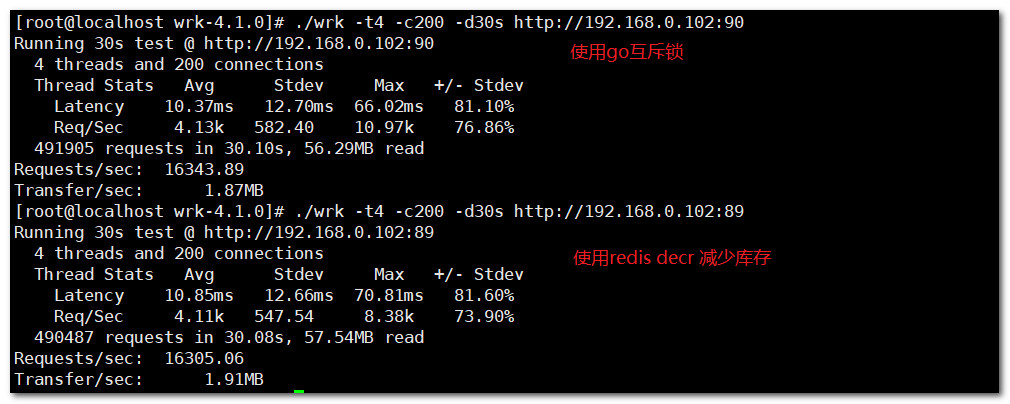 [root@localhost wrk-4.1.0]# ./wrk -t4 -c200 -d30s http://192.168.0.102:90
Running 30s test @ http://192.168.0.102:90
使用go互斥锁
4 threads and 200 connections
Thread Stats Avg Stdev Max +/- Stdev
Latency 10.37ms 12.70ms 66.02ms 81.10%
Req/Sec 4.13k 582.40 10.97k 76.86%
491905 requests in 30.10s, 56.29MB read
Requests/sec: 16343.89
Transfer/sec: 1.87MB
[root@localhost wrk-4.1.0]# ./wrk -t4 -c200 -d30s http://192.168.0.102:89
Running 30s test @ http://192.168.0.102:89
4 threads and 200 connections
使用redis decr 减少库存
Thread Stats Avg Stdev Max +/- Stdev
Latency 10.85ms 12.66ms 70.81ms 81.60%
Req/Sec 4.11k 547.54 8.38k 73.90%
490487 requests in 30.08s, 57.54MB read
Requests/sec: 16305.06
Transfer/sec: 1.91MB